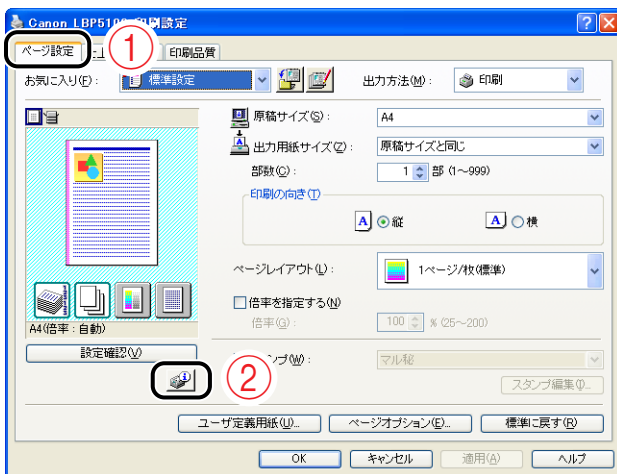 Canon LBP5100 印刷設定
ページ設定 ① 印刷品質
お気に入り(F): 標準設定 出力方法(M): 印刷
原稿サイズ(S): A4
出力用紙サイズ(Z): 原稿サイズと同じ
部数(C): 1 部 (1～999)
印刷の向き(T)
A 縦 A 横
ページレイアウト(L): 1ページ/枚(標準)
倍率を指定する(N)
倍率(G): 100 % (25～200)
A4(倍率:自動)
設定確認(V)
② ンプ(W): マル秘
スタンプ編集(I)...
ユーザ定義用紙(U)... ページオプション(E)... 標準に戻す(R)
OK キャンセル 適用(A) ヘルプ